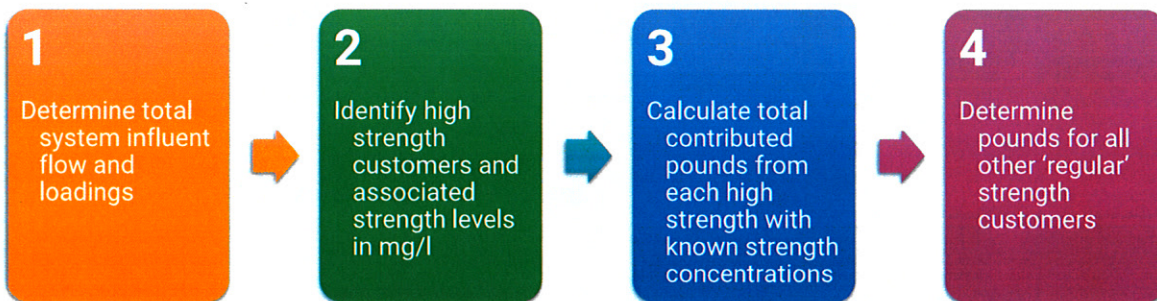 1
Determine total
system influent
flow and
loadings
2
Identify high
strength
customers and
associated
strength levels
in mg/l
3
Calculate total
contributed
pounds from
each high
strength with
known strength
concentrations
4
Determine
pounds for all
other ‘regular’
strength
customers